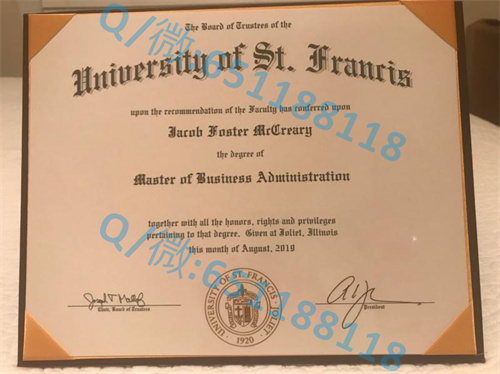 The Board of Trustees of the
University of St. Francis
upon the recommendation of the Faculty has conferred upon
Jacob Foster McCreary
the degree of
Master of Business Administration
together with all the honors, rights and privileges
pertaining to that degree. Given at Joliet, Illinois
this month of August, 2019
Chair, Board of Trustees
President
UNIVERSITY OF ST. FRANCIS
JOLIET
1920
Q/微:651188118
Q/微:651188118